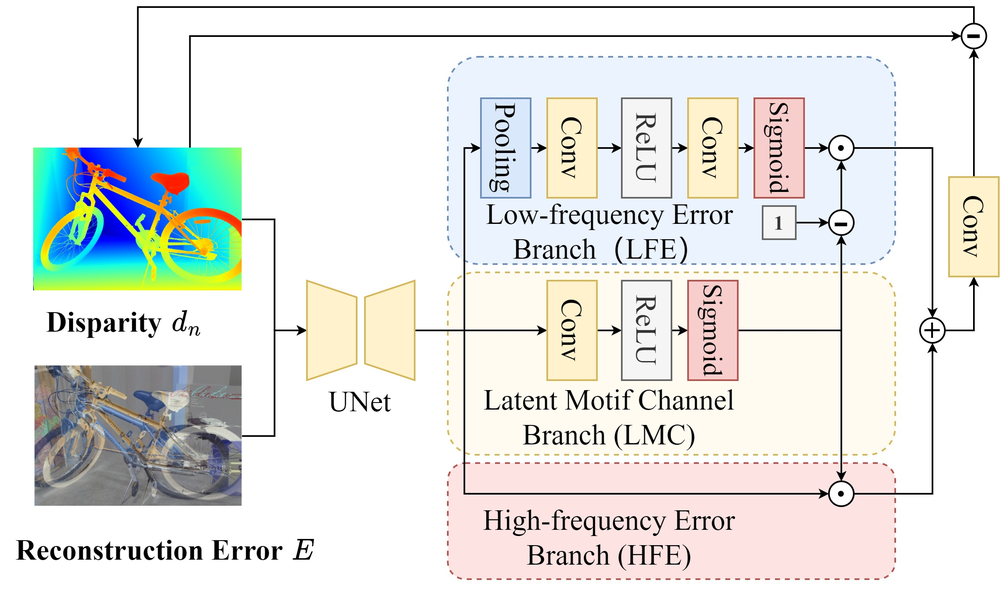 Pooling
Conv
ReLU
Conv
Sigmoid
1
Low-frequency Error
Branch（LFE）
Disparity dₙ
Conv
UNet
Conv
ReLU
Sigmoid
Latent Motif Channel
Branch (LMC)
Reconstruction Error E
High-frequency Error
Branch (HFE)